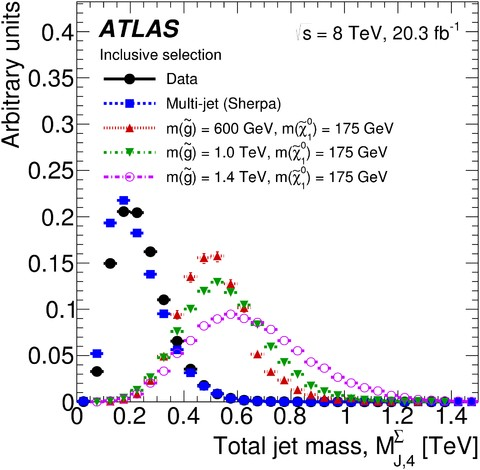 ATLAS
√s = 8 TeV, 20.3 fb⁻¹
Inclusive selection
Data
Multi-jet (Sherpa)
m(g̃) = 600 GeV, m(χ̃⁰₁) = 175 GeV
m(g̃) = 1.0 TeV, m(χ̃⁰₁) = 175 GeV
m(g̃) = 1.4 TeV, m(χ̃⁰₁) = 175 GeV
Arbitrary units
0.4
0.35
0.3
0.25
0.2
0.15
0.1
0.05
0
0 0.2 0.4 0.6 0.8 1 1.2 1.4
Total jet mass, M^Σ_J,4 [TeV]